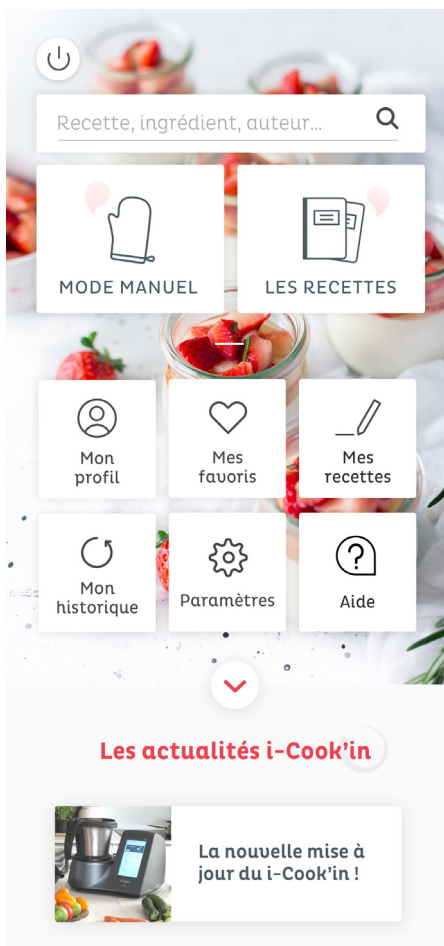 Recette, ingrédient, auteur...
MODE MANUEL
LES RECETTES
Mon
profil
Mes
favoris
Mes
recettes
Mon
historique
Paramètres
Aide
Les actualités i-Cook'in
La nouvelle mise à
jour du i-Cook'in !